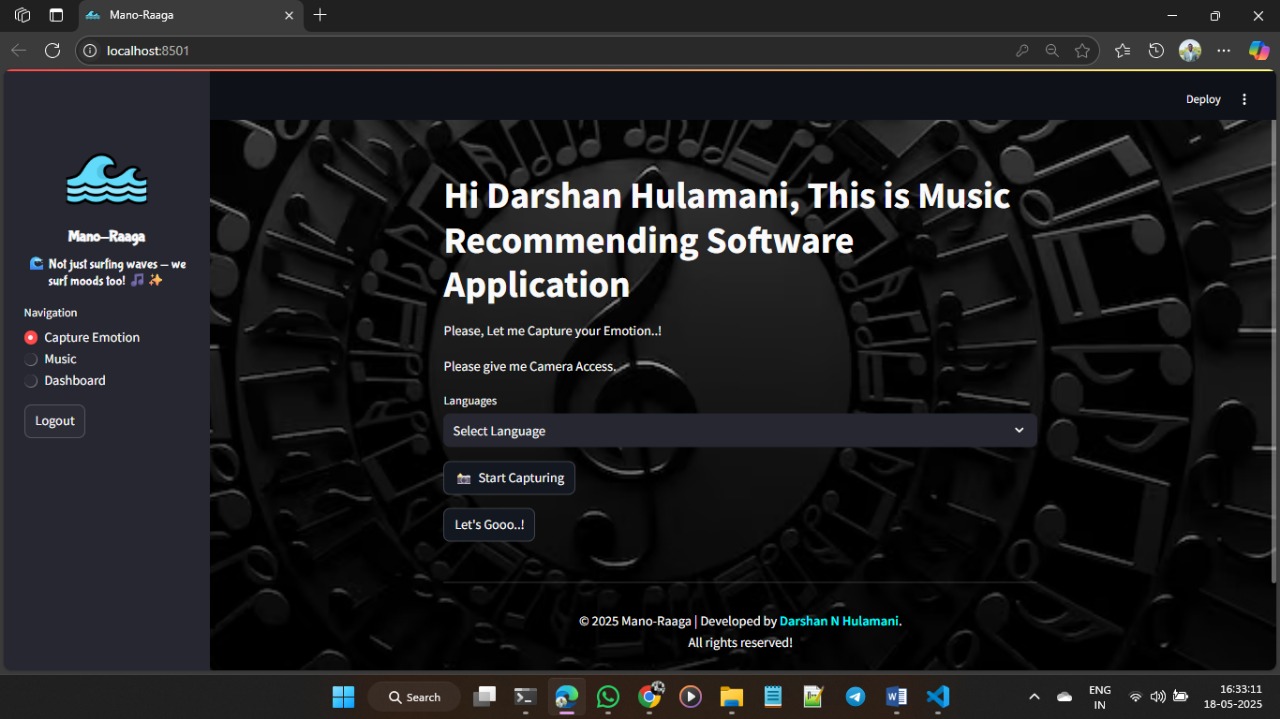 Mano-Raaga
localhost:8501
Deploy
Mano-Raaga
Not just surfing waves – we
surf moods too!
Navigation
Capture Emotion
Music
Dashboard
Logout
Hi Darshan Hulamani, This is Music
Recommending Software
Application
Please, Let me Capture your Emotion..!
Please give me Camera Access.
Languages
Select Language
Start Capturing
Let's Gooo..!
© 2025 Mano-Raaga | Developed by Darshan N Hulamani.
All rights reserved!
Search
ENG
IN
16:33:11
18-05-2025